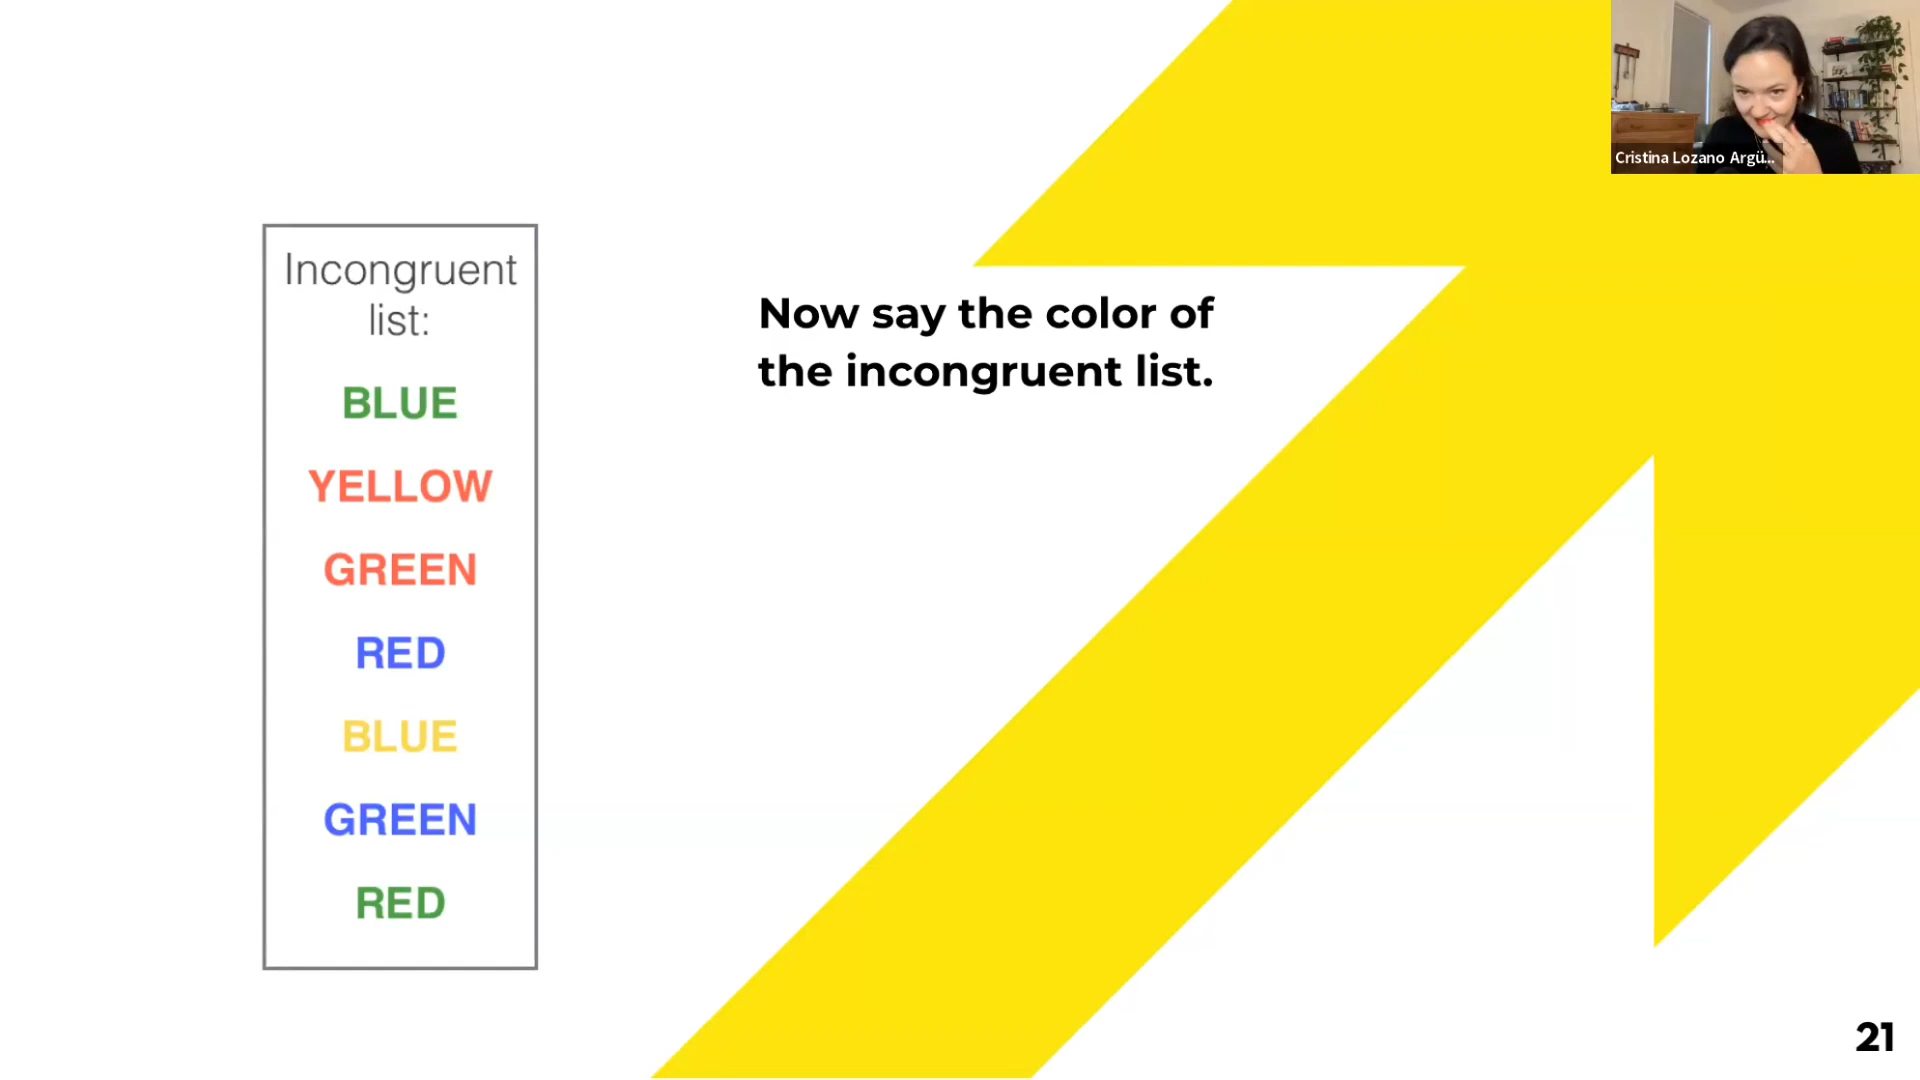 Cristina Lozano Argü...
Incongruent
list:
BLUE
YELLOW
GREEN
RED
BLUE
GREEN
RED
Now say the color of
the incongruent list.
21